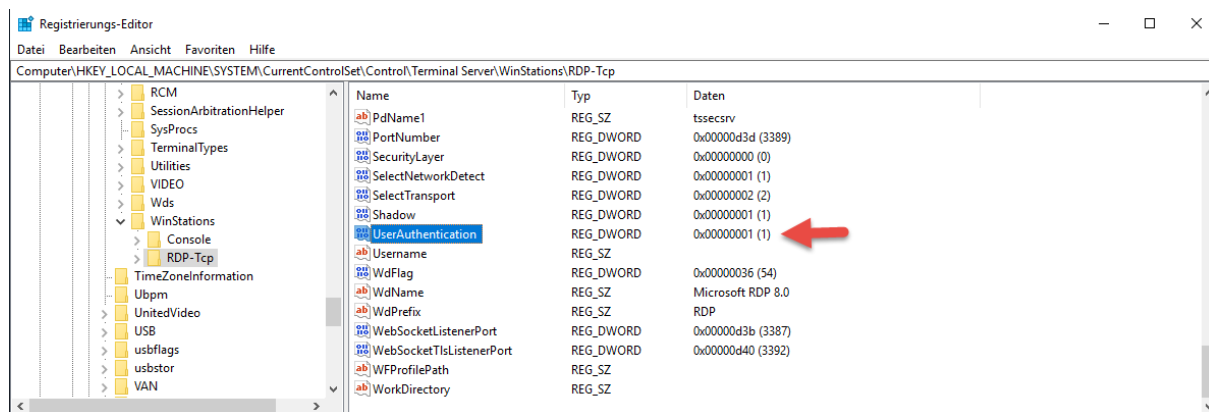 Registrierungs-Editor
Datei Bearbeiten Ansicht Favoriten Hilfe
Computer\HKEY_LOCAL_MACHINE\SYSTEM\CurrentControlSet\Control\Terminal Server\WinStations\RDP-Tcp
RCM
SessionArbitrationHelper
SysProcs
TerminalTypes
Utilities
VIDEO
Wds
WinStations
Console
RDP-Tcp
TimeZoneInformation
Ubpm
UnitedVideo
USB
usbflags
usbstor
VAN
Name Typ Daten
PdName1 REG_SZ tssecsrv
PortNumber REG_DWORD 0x00000d3d (3389)
SecurityLayer REG_DWORD 0x00000000 (0)
SelectNetworkDetect REG_DWORD 0x00000001 (1)
SelectTransport REG_DWORD 0x00000002 (2)
Shadow REG_DWORD 0x00000001 (1)
UserAuthentication REG_DWORD 0x00000001 (1)
Username REG_SZ
WdFlag REG_DWORD 0x00000036 (54)
WdName REG_SZ Microsoft RDP 8.0
WdPrefix REG_SZ RDP
WebSocketListenerPort REG_DWORD 0x00000d3b (3387)
WebSocketTlsListenerPort REG_DWORD 0x00000d40 (3392)
WFProfilePath REG_SZ
WorkDirectory REG_SZ